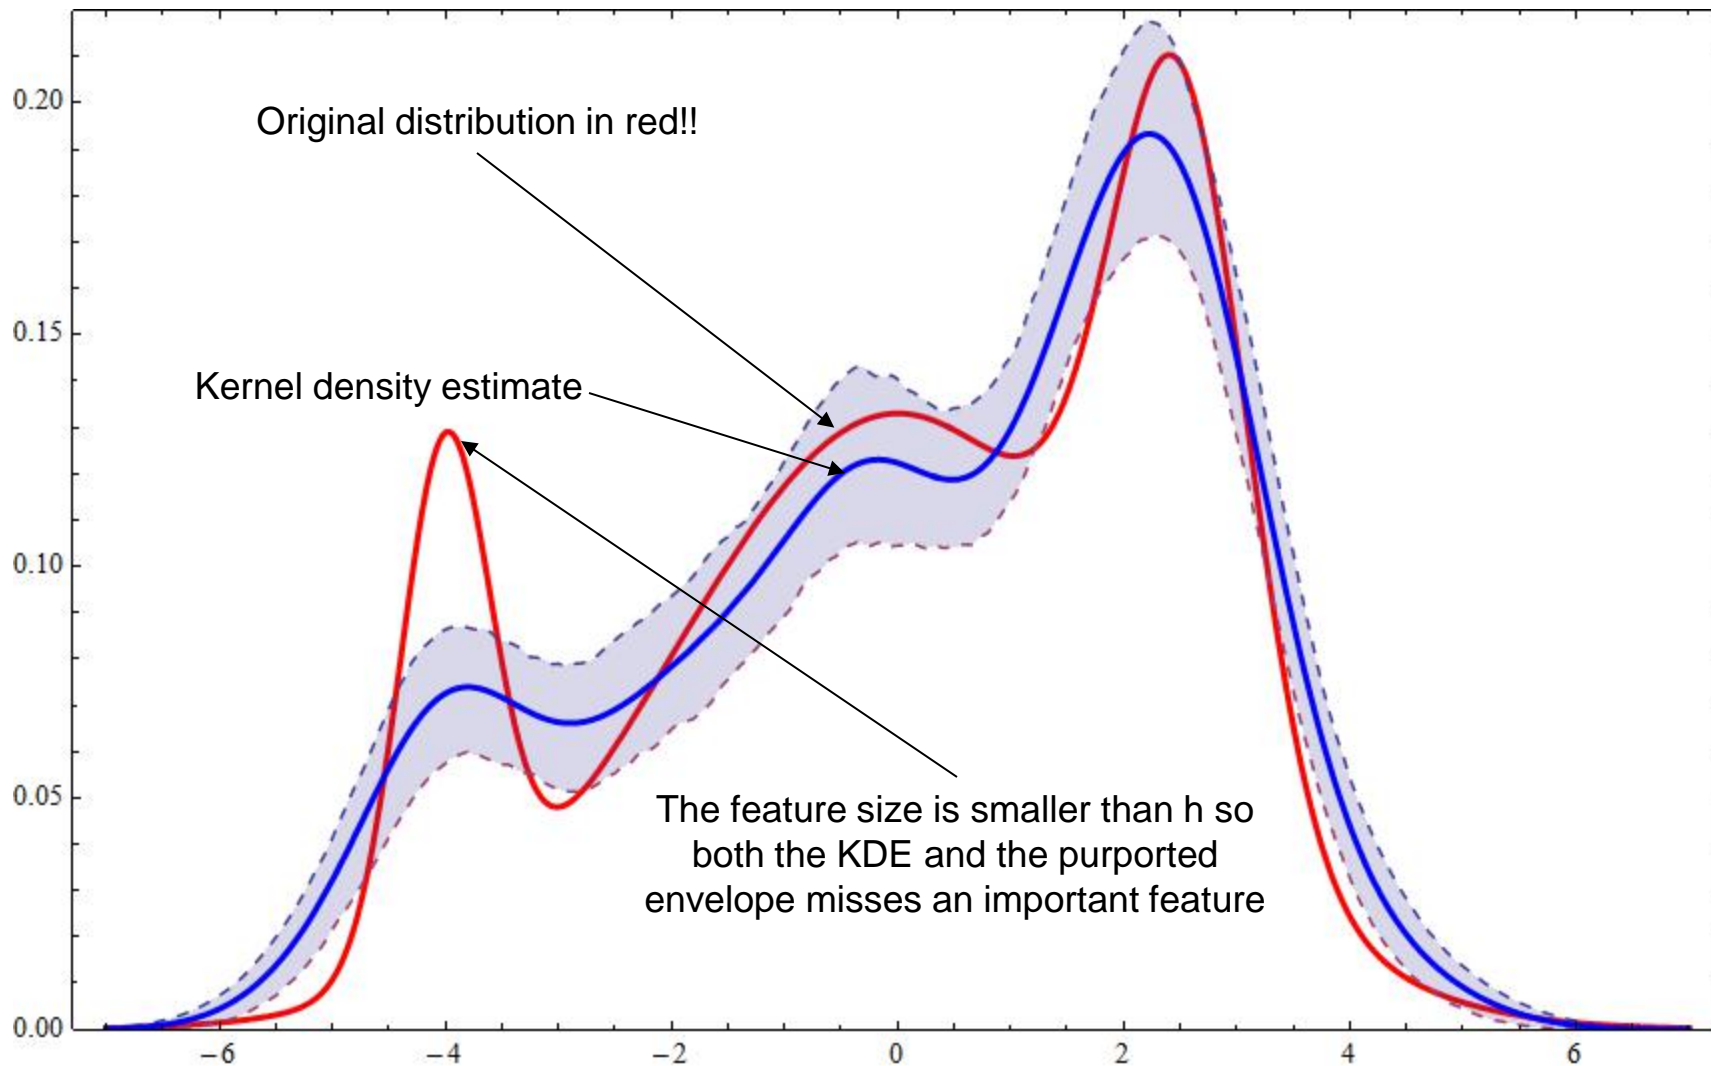 0.20
Original distribution in red!!
0.15
Kernel density estimate
0.10
0.05
The feature size is smaller than h so
both the KDE and the purported
envelope misses an important feature
0.00
−6 −4 −2 0 2 4 6